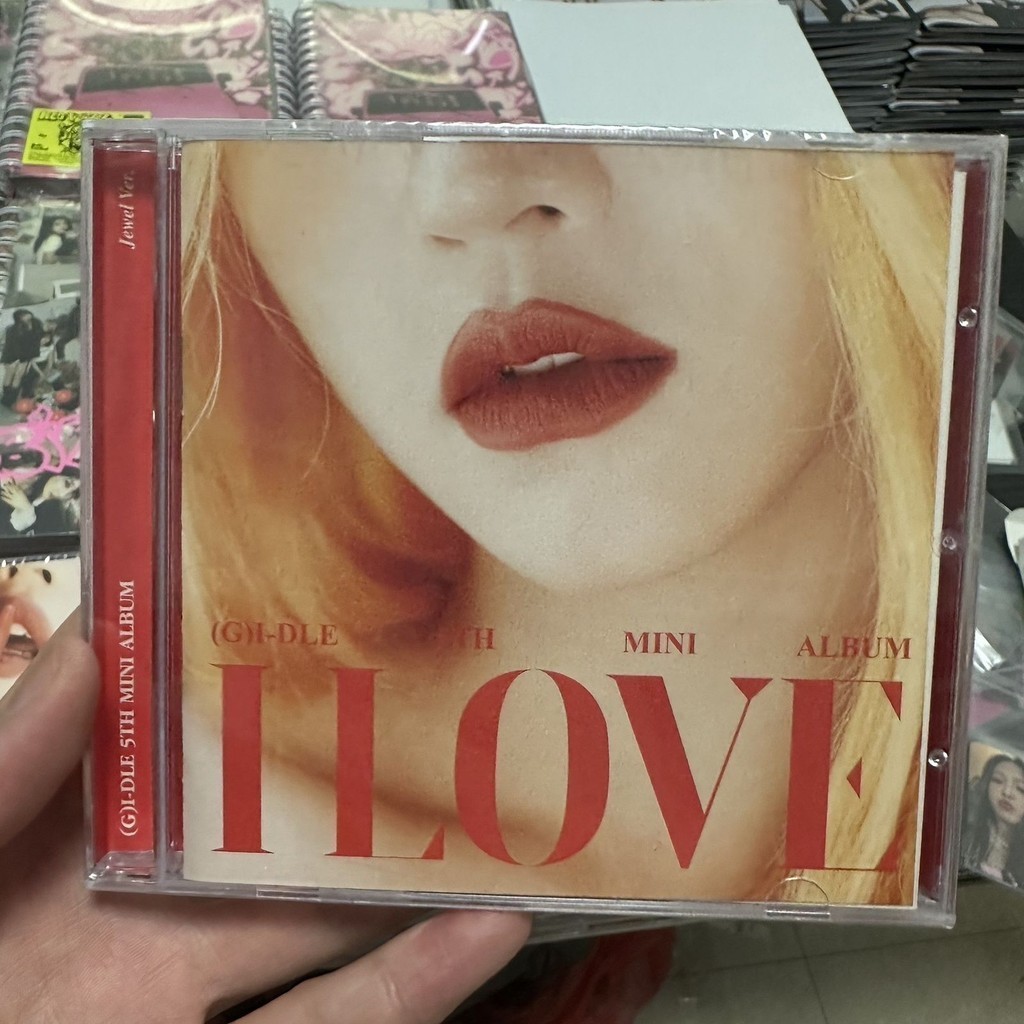 Jewel Ver.
(G)I-DLE 5TH MINI ALBUM
(G)I-DLE TH MINI ALBUM
I LOVE